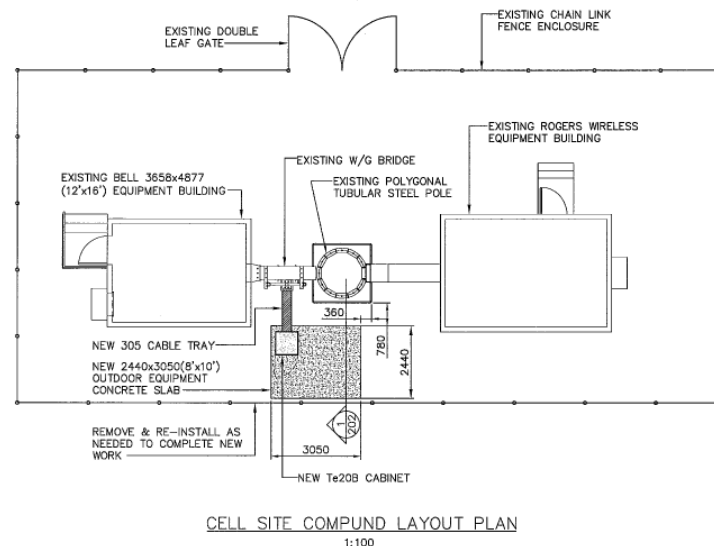 EXISTING DOUBLE
LEAF GATE
EXISTING CHAIN LINK
FENCE ENCLOSURE
EXISTING ROGERS WIRELESS
EQUIPMENT BUILDING
EXISTING W/G BRIDGE
EXISTING POLYGONAL
TUBULAR STEEL POLE
EXISTING BELL 3658x4877
(12'x16') EQUIPMENT BUILDING
360
780
2440
NEW 305 CABLE TRAY
NEW 2440x3050(8'x10')
OUTDOOR EQUIPMENT
CONCRETE SLAB
REMOVE & RE-INSTALL AS
NEEDED TO COMPLETE NEW
WORK
1
202
3050
NEW Te20B CABINET
CELL SITE COMPUND LAYOUT PLAN
1:100